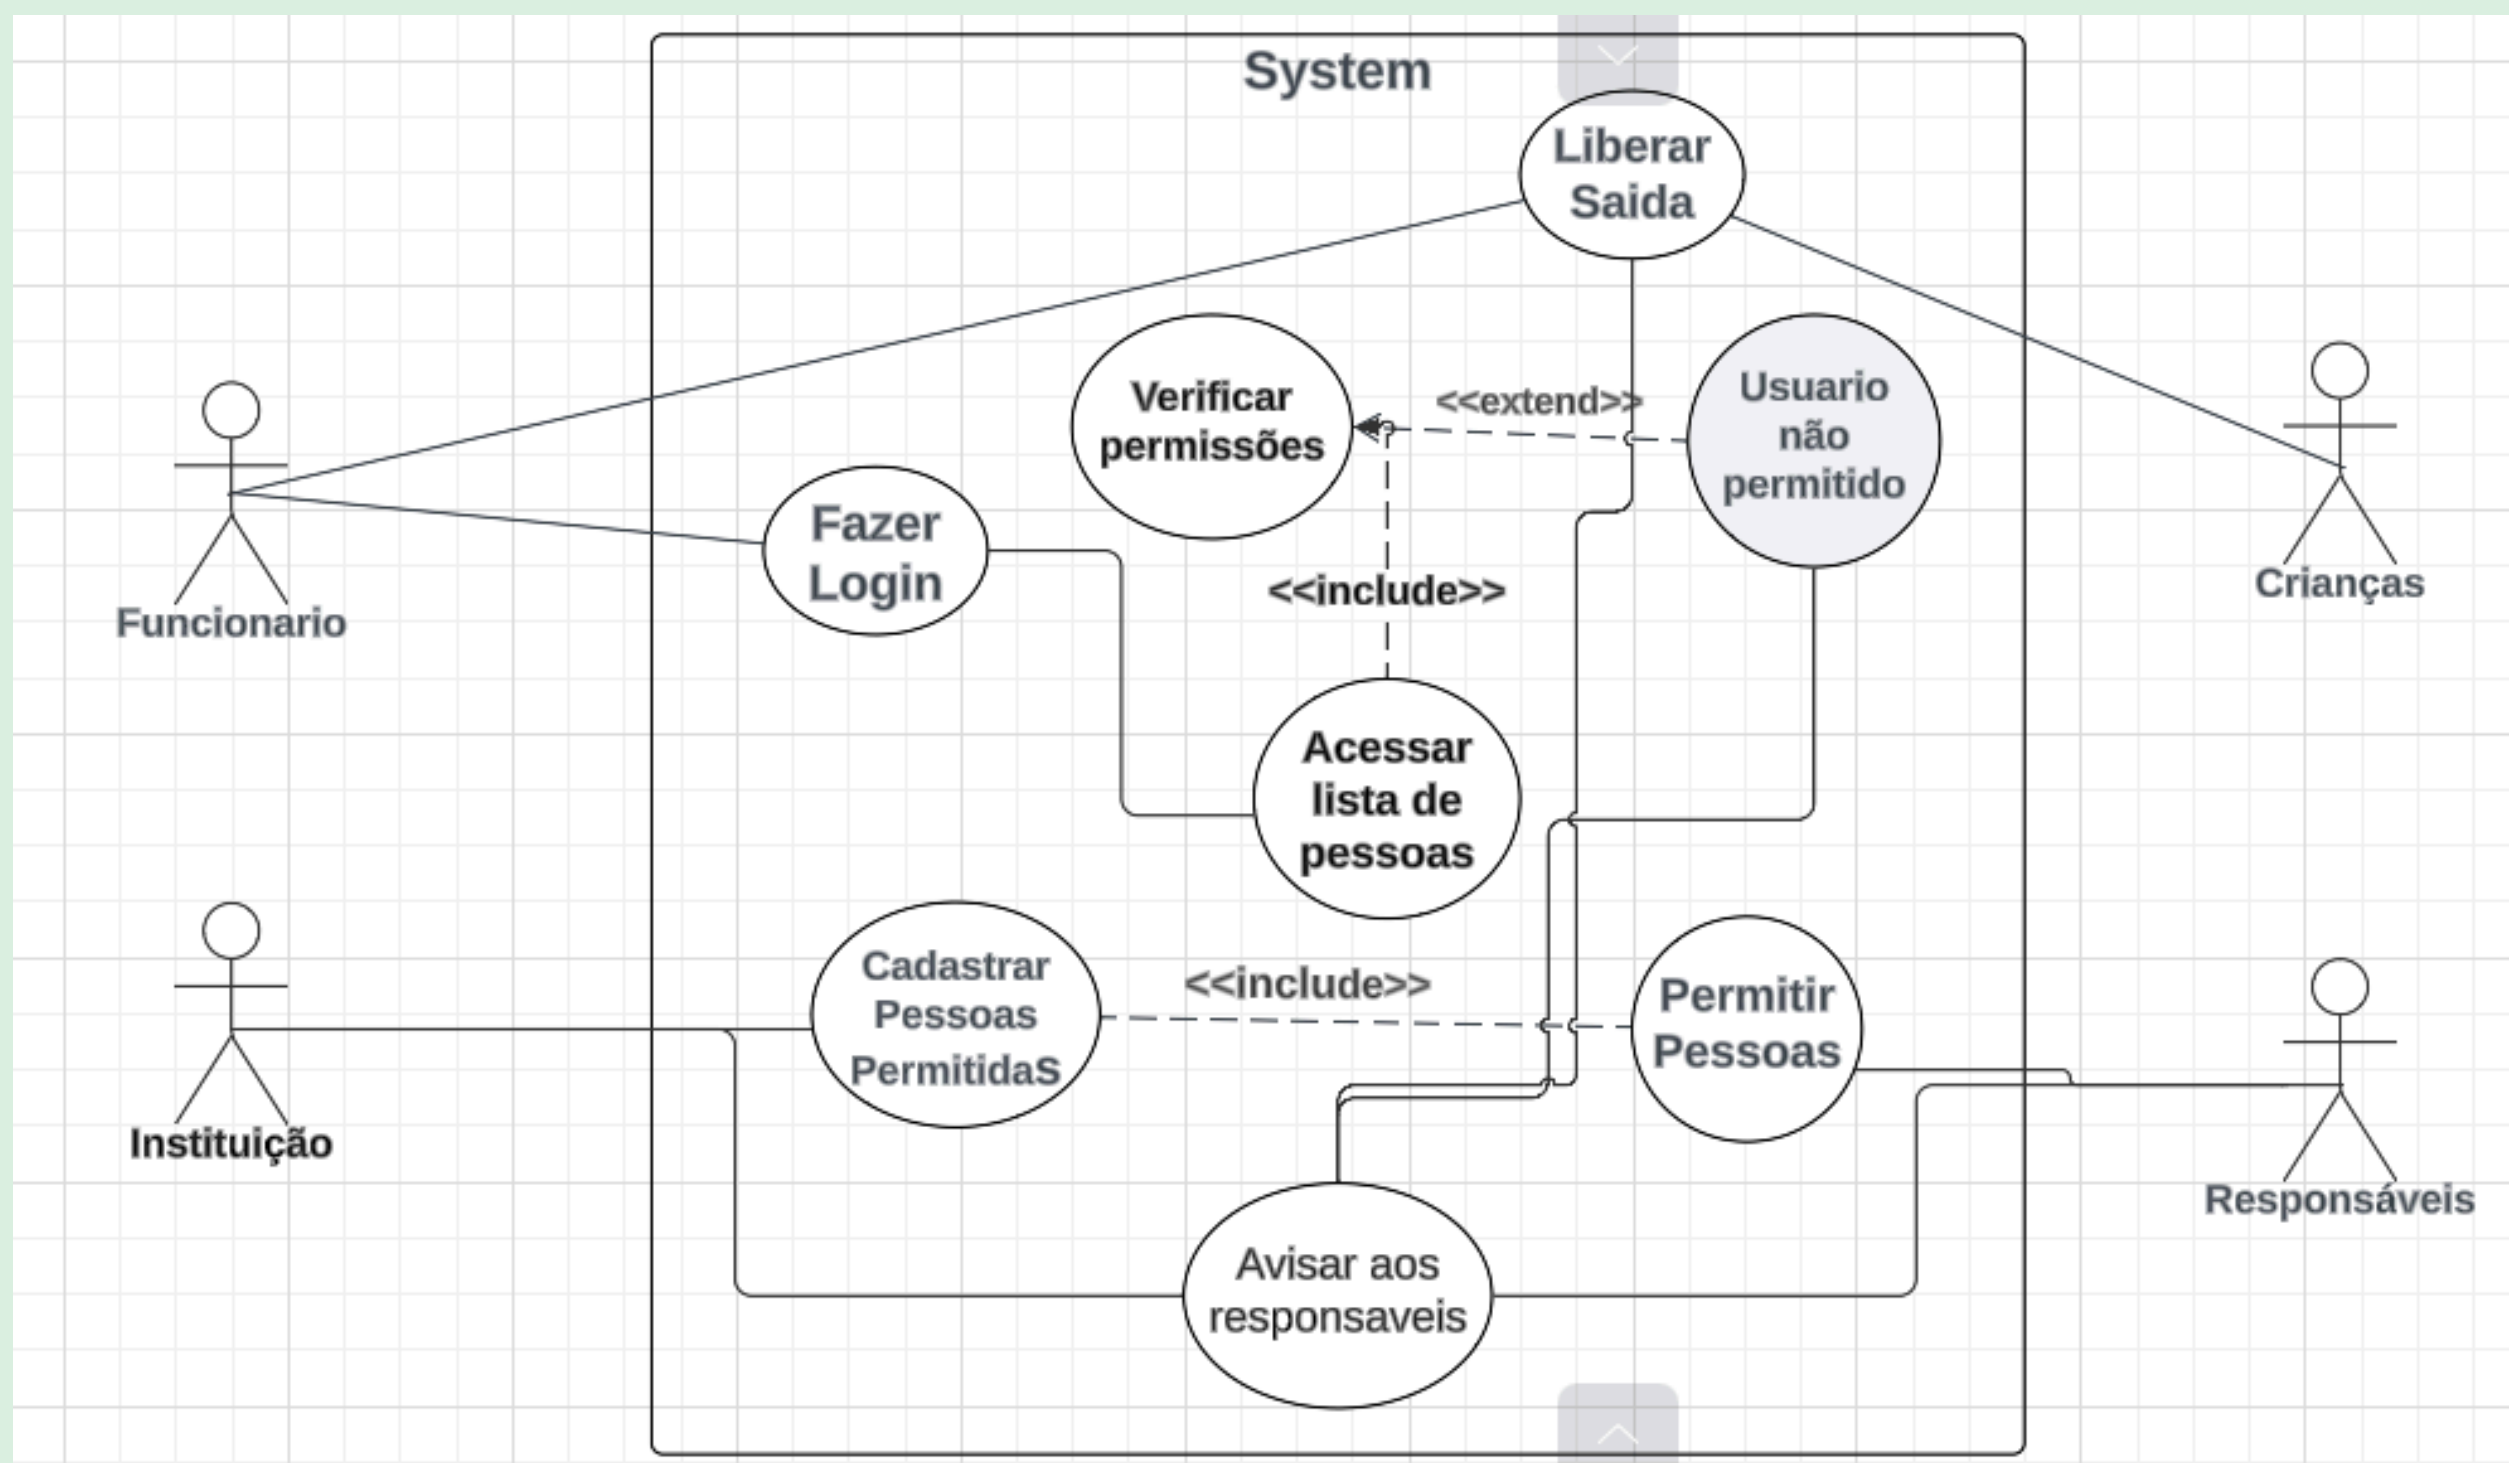 System
Liberar
Saida
Verificar
permissões
<<extend>>
Usuario
não
permitido
Fazer
Login
Funcionario
<<include>>
Crianças
Acessar
lista de
pessoas
Cadastrar
Pessoas
Permitidas
<<include>>
Permitir
Pessoas
Instituição
Responsáveis
Avisar aos
responsaveis